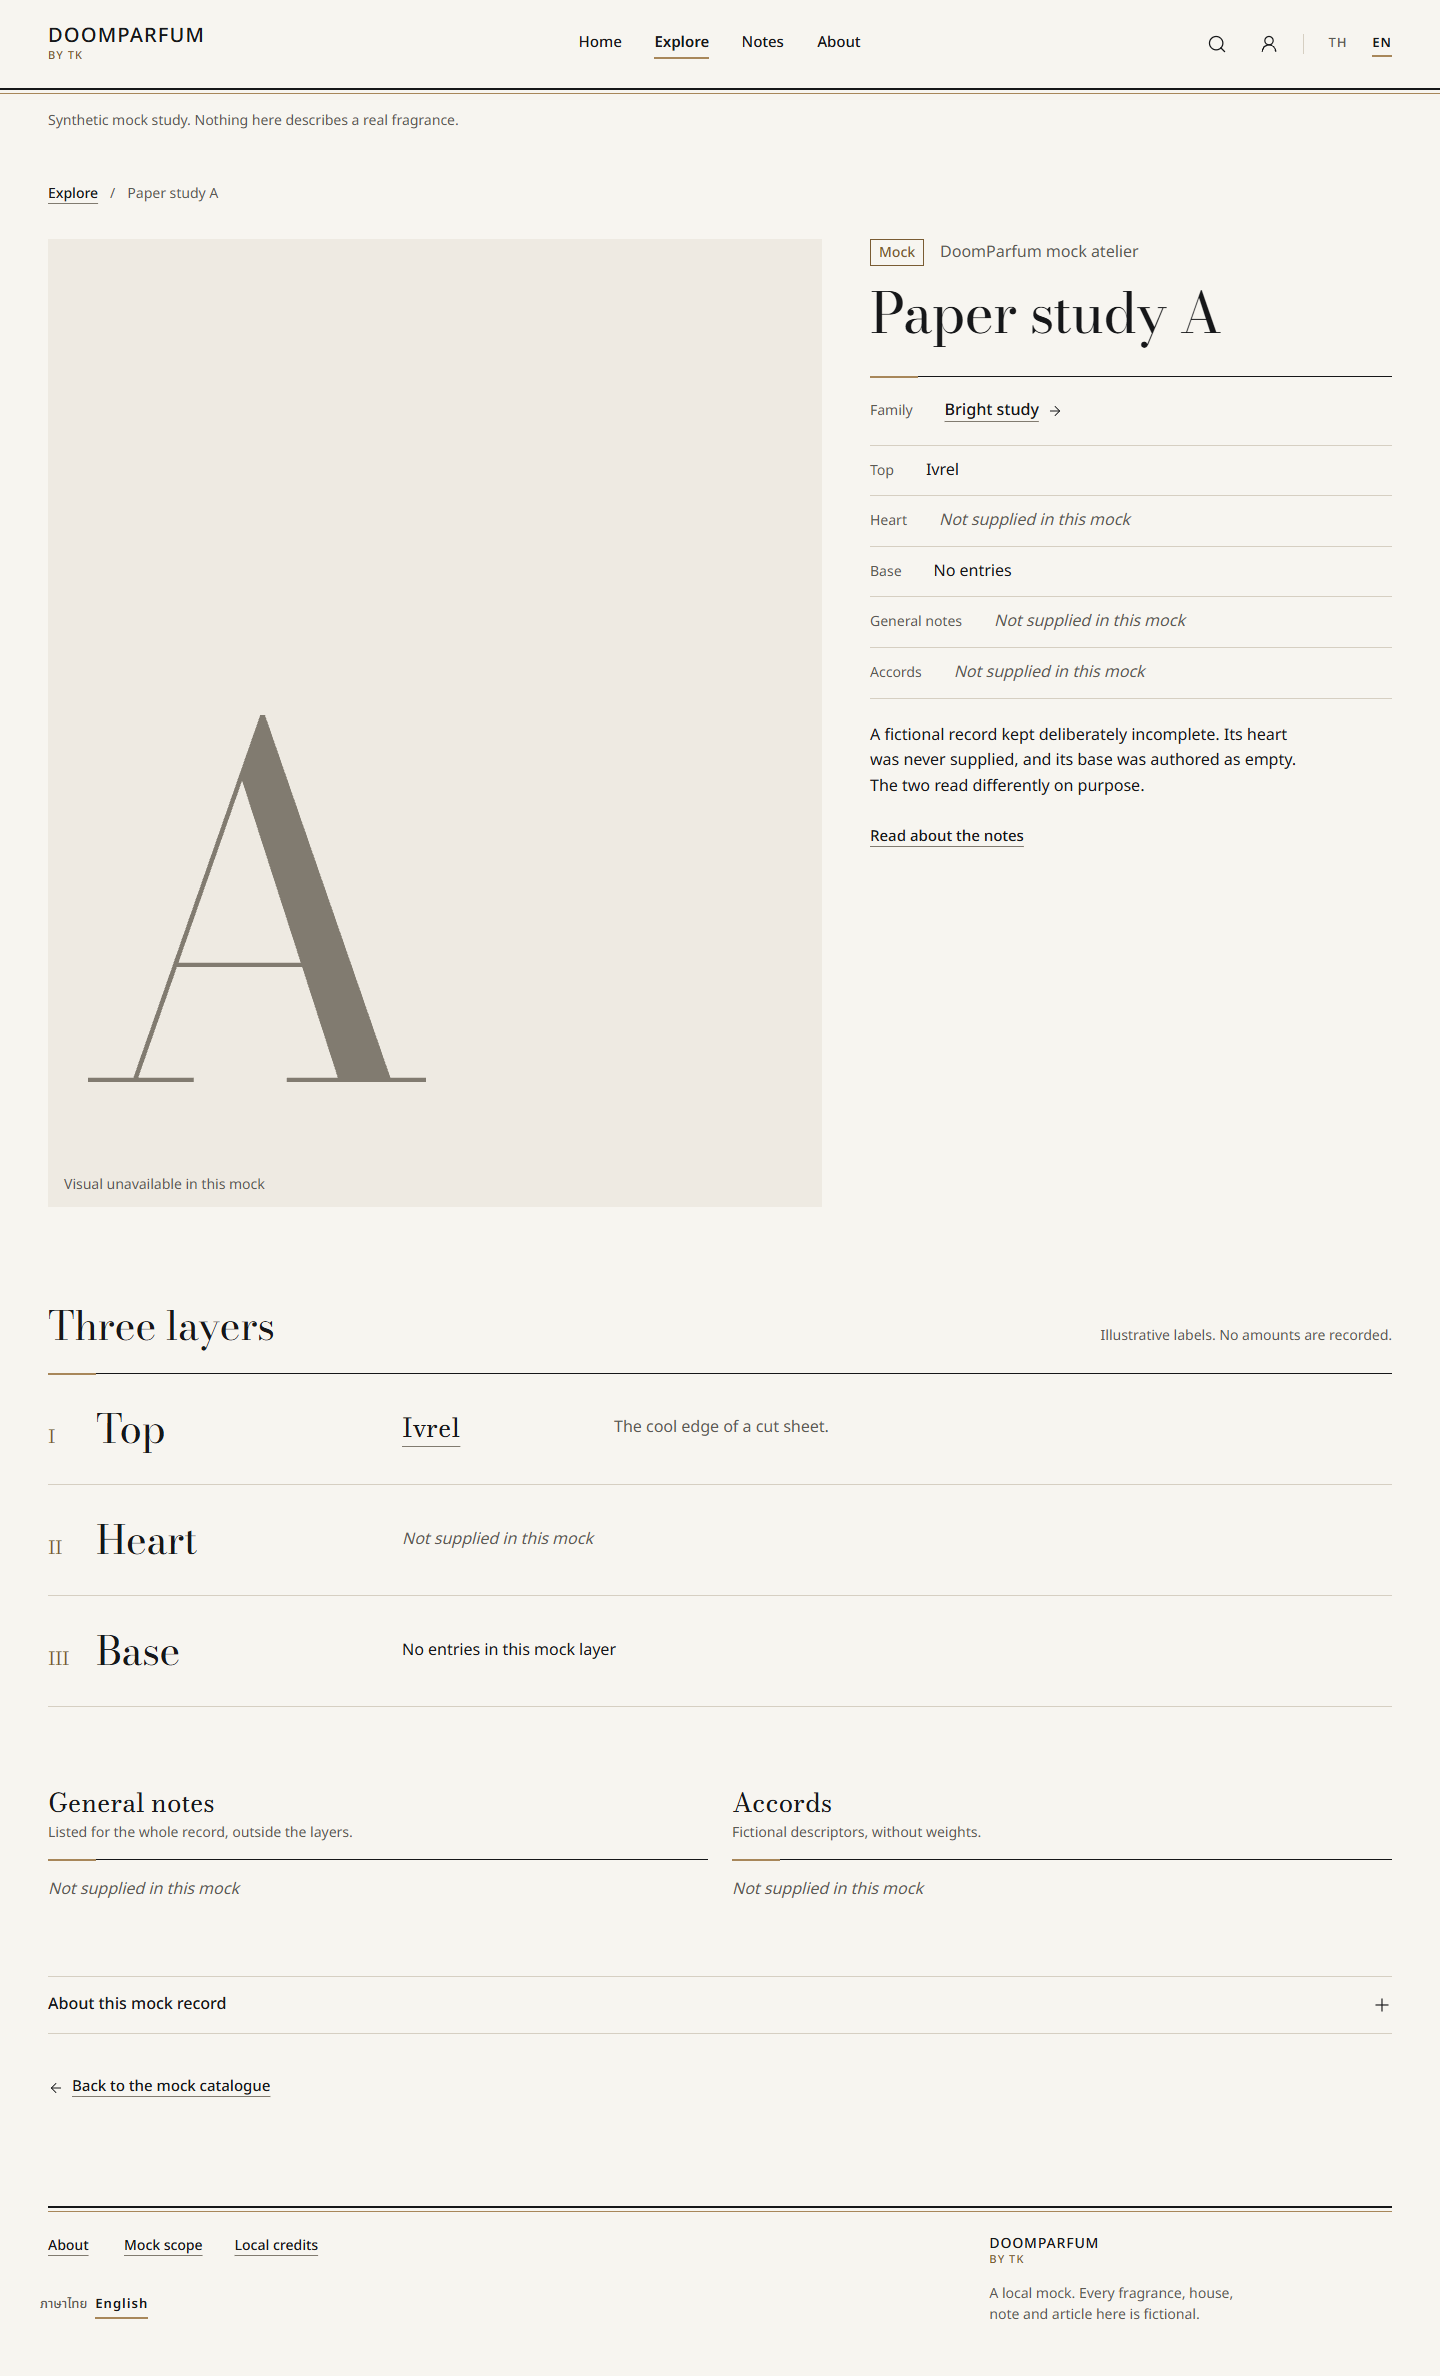 DOOMPARFUM
BY TK
Home
Explore
Notes
About
TH
EN
Synthetic mock study. Nothing here describes a real fragrance.
Explore / Paper study A
A
Visual unavailable in this mock
Mock
DoomParfum mock atelier
Paper study A
Family Bright study →
Top Ivrel
Heart Not supplied in this mock
Base No entries
General notes Not supplied in this mock
Accords Not supplied in this mock
A fictional record kept deliberately incomplete. Its heart
was never supplied, and its base was authored as empty.
The two read differently on purpose.
Read about the notes
Three layers
Illustrative labels. No amounts are recorded.
I Top Ivrel The cool edge of a cut sheet.
II Heart Not supplied in this mock
III Base No entries in this mock layer
General notes
Listed for the whole record, outside the layers.
Not supplied in this mock
Accords
Fictional descriptors, without weights.
Not supplied in this mock
About this mock record
← Back to the mock catalogue
About
Mock scope
Local credits
ภาษาไทย English
DOOMPARFUM
BY TK
A local mock. Every fragrance, house,
note and article here is fictional.